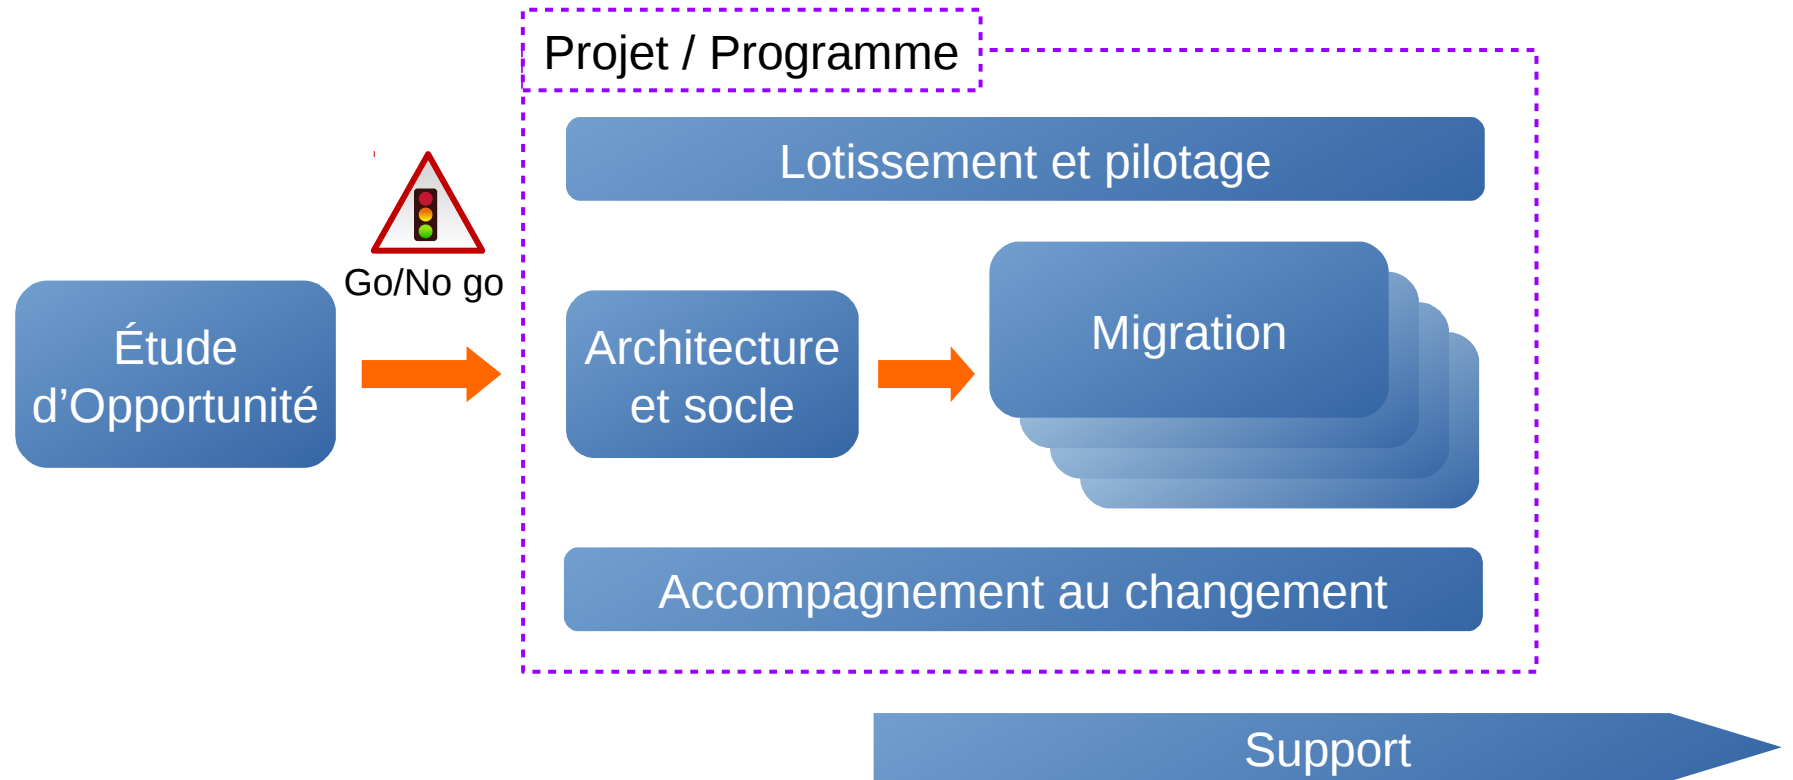 Projet / Programme
Lotissement et pilotage
Go/No go
Étude
d’Opportunité
Architecture
et socle
Migration
Accompagnement au changement
Support